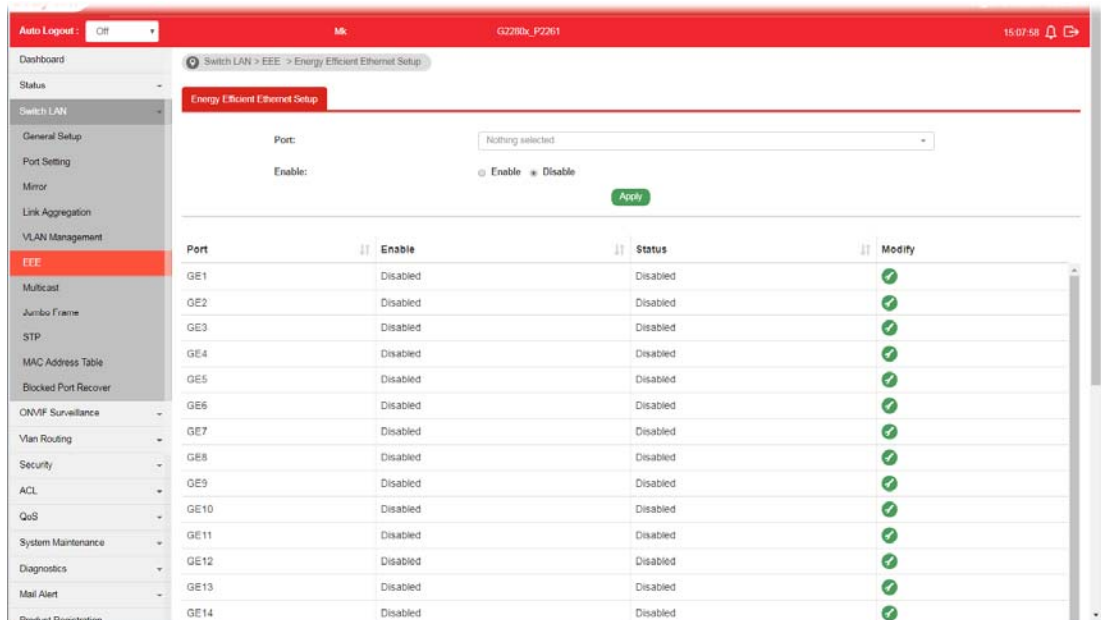 Auto Logout : Off Mk G2280x_P2261 15:07:58
Dashboard
Status
Switch LAN
General Setup
Port Setting
Mirror
Link Aggregation
VLAN Management
EEE
Multicast
Jumbo Frame
STP
MAC Address Table
Blocked Port Recover
ONVIF Surveillance
Vlan Routing
Security
ACL
QoS
System Maintenance
Diagnostics
Mail Alert
Product Registration
Switch LAN > EEE > Energy Efficient Ethernet Setup
Energy Efficient Ethernet Setup
Port: Nothing selected
Enable: Enable Disable
Apply
Port Enable Status Modify
GE1 Disabled Disabled
GE2 Disabled Disabled
GE3 Disabled Disabled
GE4 Disabled Disabled
GE5 Disabled Disabled
GE6 Disabled Disabled
GE7 Disabled Disabled
GE8 Disabled Disabled
GE9 Disabled Disabled
GE10 Disabled Disabled
GE11 Disabled Disabled
GE12 Disabled Disabled
GE13 Disabled Disabled
GE14 Disabled Disabled